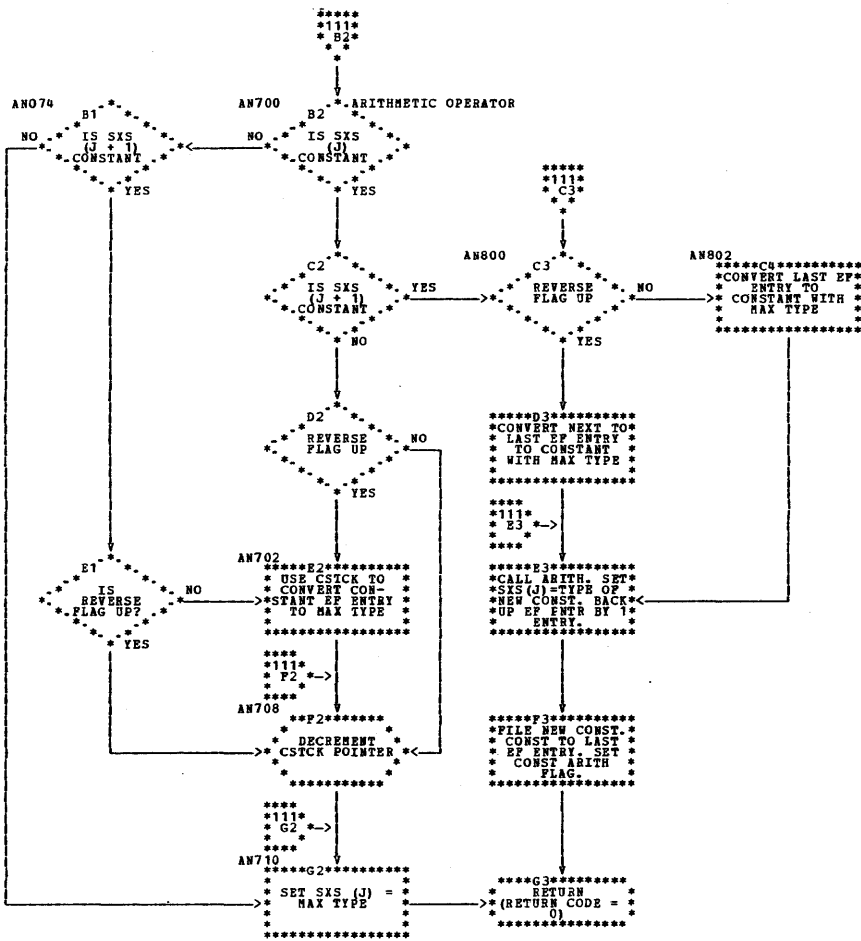 *111*
B2
AN074
AN700
ARITHMETIC OPERATOR
B1
IS SXS
(J + 1)
CONSTANT
NO
YES
B2
IS SXS
(J)
CONSTANT
NO
YES
*111*
C3
C2
IS SXS
(J + 1)
CONSTANT
YES
NO
AN800
C3
REVERSE
FLAG UP
NO
YES
AN802
C4
CONVERT LAST EF
ENTRY TO
CONSTANT WITH
MAX TYPE
D2
REVERSE
FLAG UP
NO
YES
D3
CONVERT NEXT TO
LAST EF ENTRY
TO CONSTANT
WITH MAX TYPE
*111*
E3
E1
IS
REVERSE
FLAG UP?
NO
YES
AN702
E2
USE CSTCK TO
CONVERT CON-
STANT EF ENTRY
TO MAX TYPE
E3
CALL ARITH. SET
SXS(J)=TYPE OF
NEW CONST. BACK
UP EF ENTR BY 1
ENTRY.
*111*
F2
AN708
F2
DECREMENT
CSTCK POINTER
F3
FILE NEW CONST.
CONST TO LAST
EF ENTRY. SET
CONST ARITH
FLAG.
*111*
G2
AN710
G2
SET SXS (J) =
MAX TYPE
G3
RETURN
(RETURN CODE =
0)